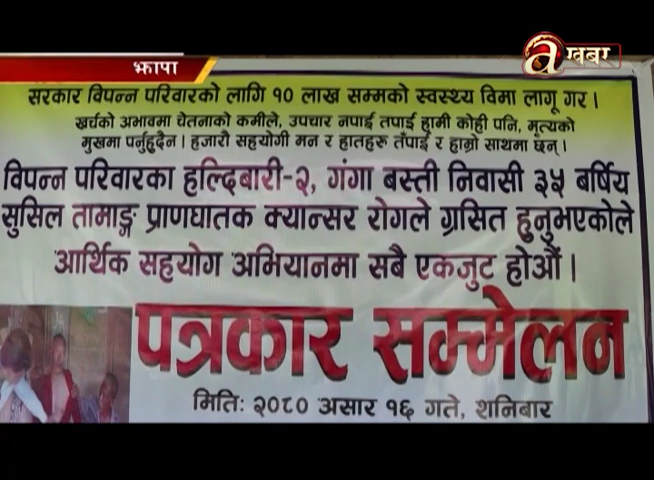 झापा
a खबर
सरकार विपन्न परिवारको लागि १० लाख सम्मको स्वस्थ्य विमा लागू गर।
खर्चको अभावमा चेतनाको कमीले, उपचार नपाई तपाई हामी कोही पनि, मृत्यको
मुखमा पर्नुहुदैन। हजारौ सहयोगी मन र हातहरु तँपाई र हाम्रो साथमा छन्।
विपन्न परिवारका हल्दिबारी-२, गंगा बस्ती निवासी ३५ बर्षिय
सुसिल तामाङ्ग प्राणघातक क्यान्सर रोगले ग्रसित हुनुभएकोले
आर्थिक सहयोग अभियानमा सबै एकजुट होऔं।
पत्रकार सम्मेलन
मिति: २०८० असार १६ गते, शनिबार